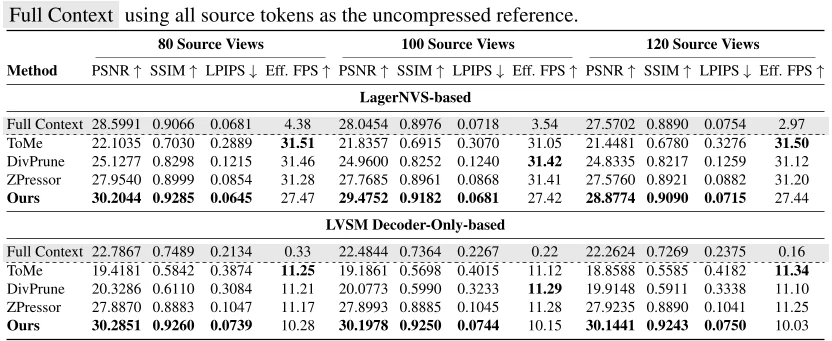 Full Context using all source tokens as the uncompressed reference.
80 Source Views 100 Source Views 120 Source Views
Method PSNR ↑ SSIM ↑ LPIPS ↓ Eff. FPS ↑ PSNR ↑ SSIM ↑ LPIPS ↓ Eff. FPS ↑ PSNR ↑ SSIM ↑ LPIPS ↓ Eff. FPS ↑
LagerNVS-based
Full Context 28.5991 0.9066 0.0681 4.38 28.0454 0.8976 0.0718 3.54 27.5702 0.8890 0.0754 2.97
ToMe 22.1035 0.7030 0.2889 31.51 21.8357 0.6915 0.3070 31.05 21.4481 0.6780 0.3276 31.50
DivPrune 25.1277 0.8298 0.1215 31.46 24.9600 0.8252 0.1240 31.42 24.8335 0.8217 0.1259 31.12
ZPressor 27.9540 0.8999 0.0854 31.28 27.7685 0.8961 0.0868 31.41 27.5760 0.8921 0.0882 31.20
Ours 30.2044 0.9285 0.0645 27.47 29.4752 0.9182 0.0681 27.42 28.8774 0.9090 0.0715 27.44
LVSM Decoder-Only-based
Full Context 22.7867 0.7489 0.2134 0.33 22.4844 0.7364 0.2267 0.22 22.2624 0.7269 0.2375 0.16
ToMe 19.4181 0.5842 0.3874 11.25 19.1861 0.5698 0.4015 11.12 18.8588 0.5585 0.4182 11.34
DivPrune 20.3286 0.6110 0.3084 11.21 20.0773 0.5990 0.3233 11.29 19.9148 0.5911 0.3338 11.10
ZPressor 27.8870 0.8883 0.1047 11.17 27.8993 0.8885 0.1045 11.28 27.9235 0.8890 0.1041 11.25
Ours 30.2851 0.9260 0.0739 10.28 30.1978 0.9250 0.0744 10.15 30.1441 0.9243 0.0750 10.03